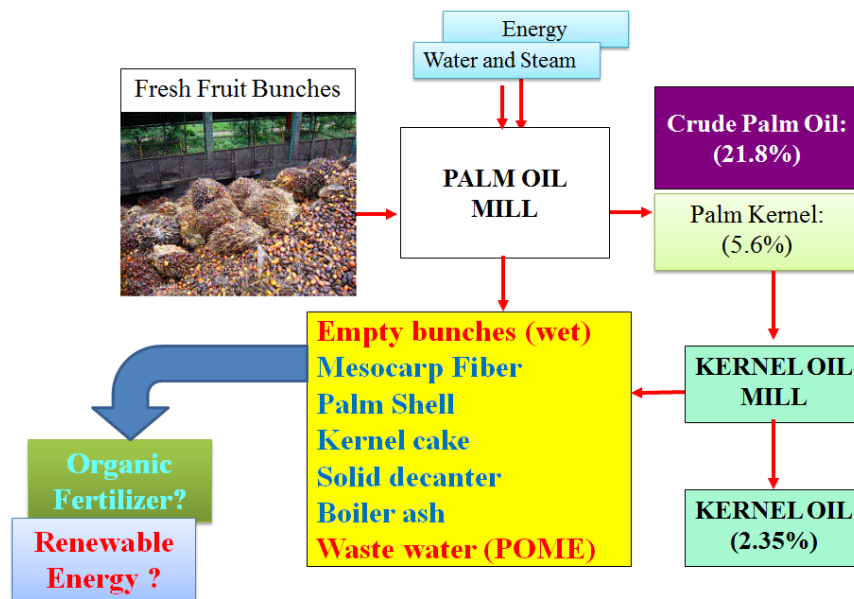 Energy
Water and Steam
Fresh Fruit Bunches
PALM OIL
MILL
Crude Palm Oil:
(21.8%)
Palm Kernel:
(5.6%)
Empty bunches (wet)
Mesocarp Fiber
Palm Shell
Kernel cake
Solid decanter
Boiler ash
Waste water (POME)
KERNEL OIL
MILL
KERNEL OIL
(2.35%)
Organic
Fertilizer?
Renewable
Energy ?